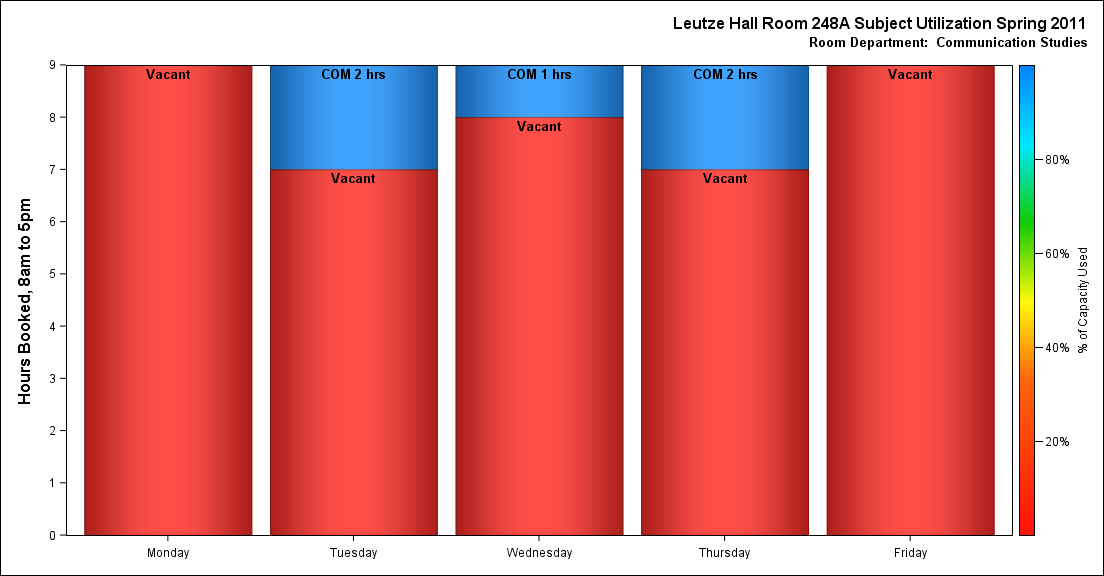 Leutze Hall Room 248A Subject Utilization Spring 2011
Room Department:  Communication Studies
Hours Booked, 8am to 5pm
9
8
7
6
5
4
3
2
1
0
Vacant
COM 2 hrs
Vacant
COM 1 hrs
Vacant
COM 2 hrs
Vacant
Vacant
Monday
Tuesday
Wednesday
Thursday
Friday
80%
60%
40%
20%
% of Capacity Used